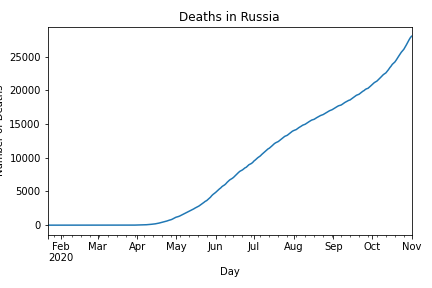 Deaths in Russia
Number of Deaths
25000
20000
15000
10000
5000
0
Feb Mar Apr May Jun Jul Aug Sep Oct Nov
2020
Day